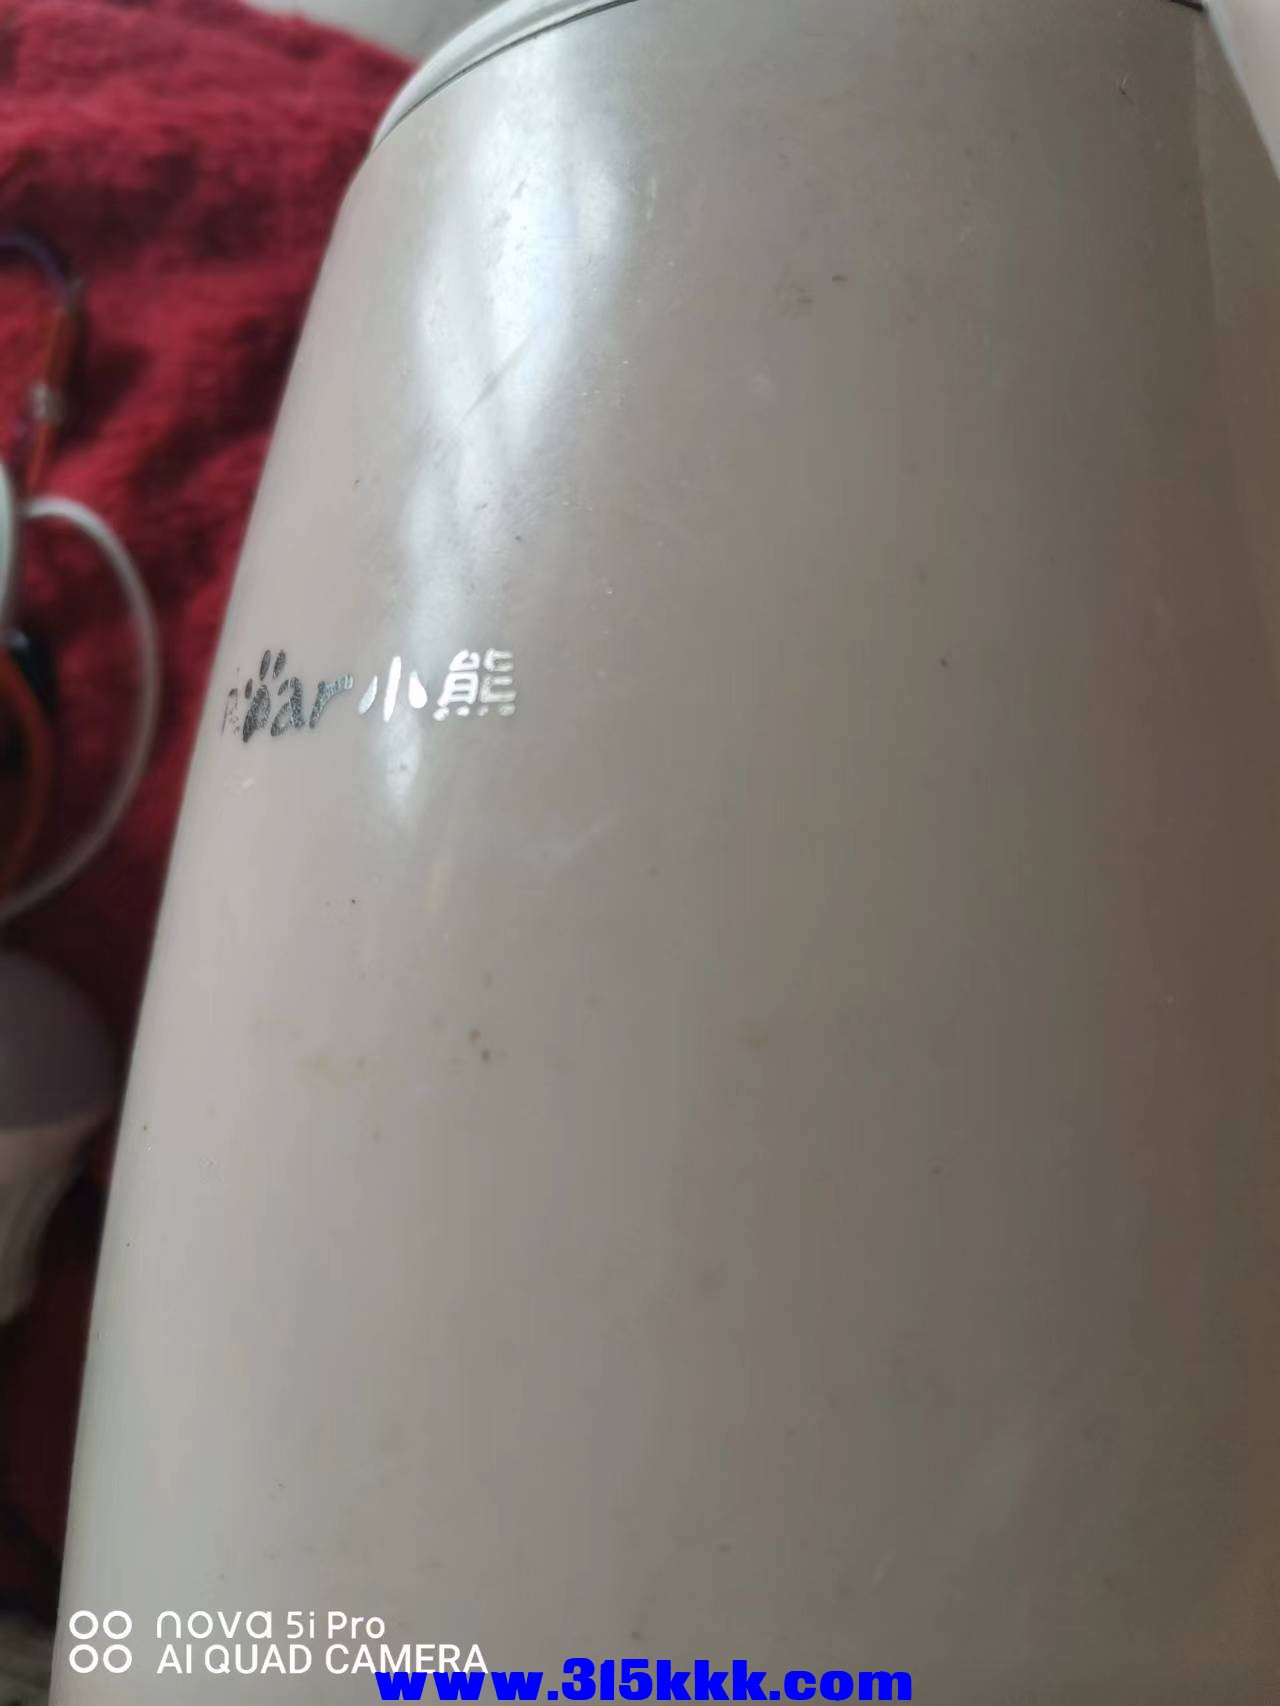 Bear小熊
nova 5i Pro
AI QUAD CAMERA
www.315kkk.com